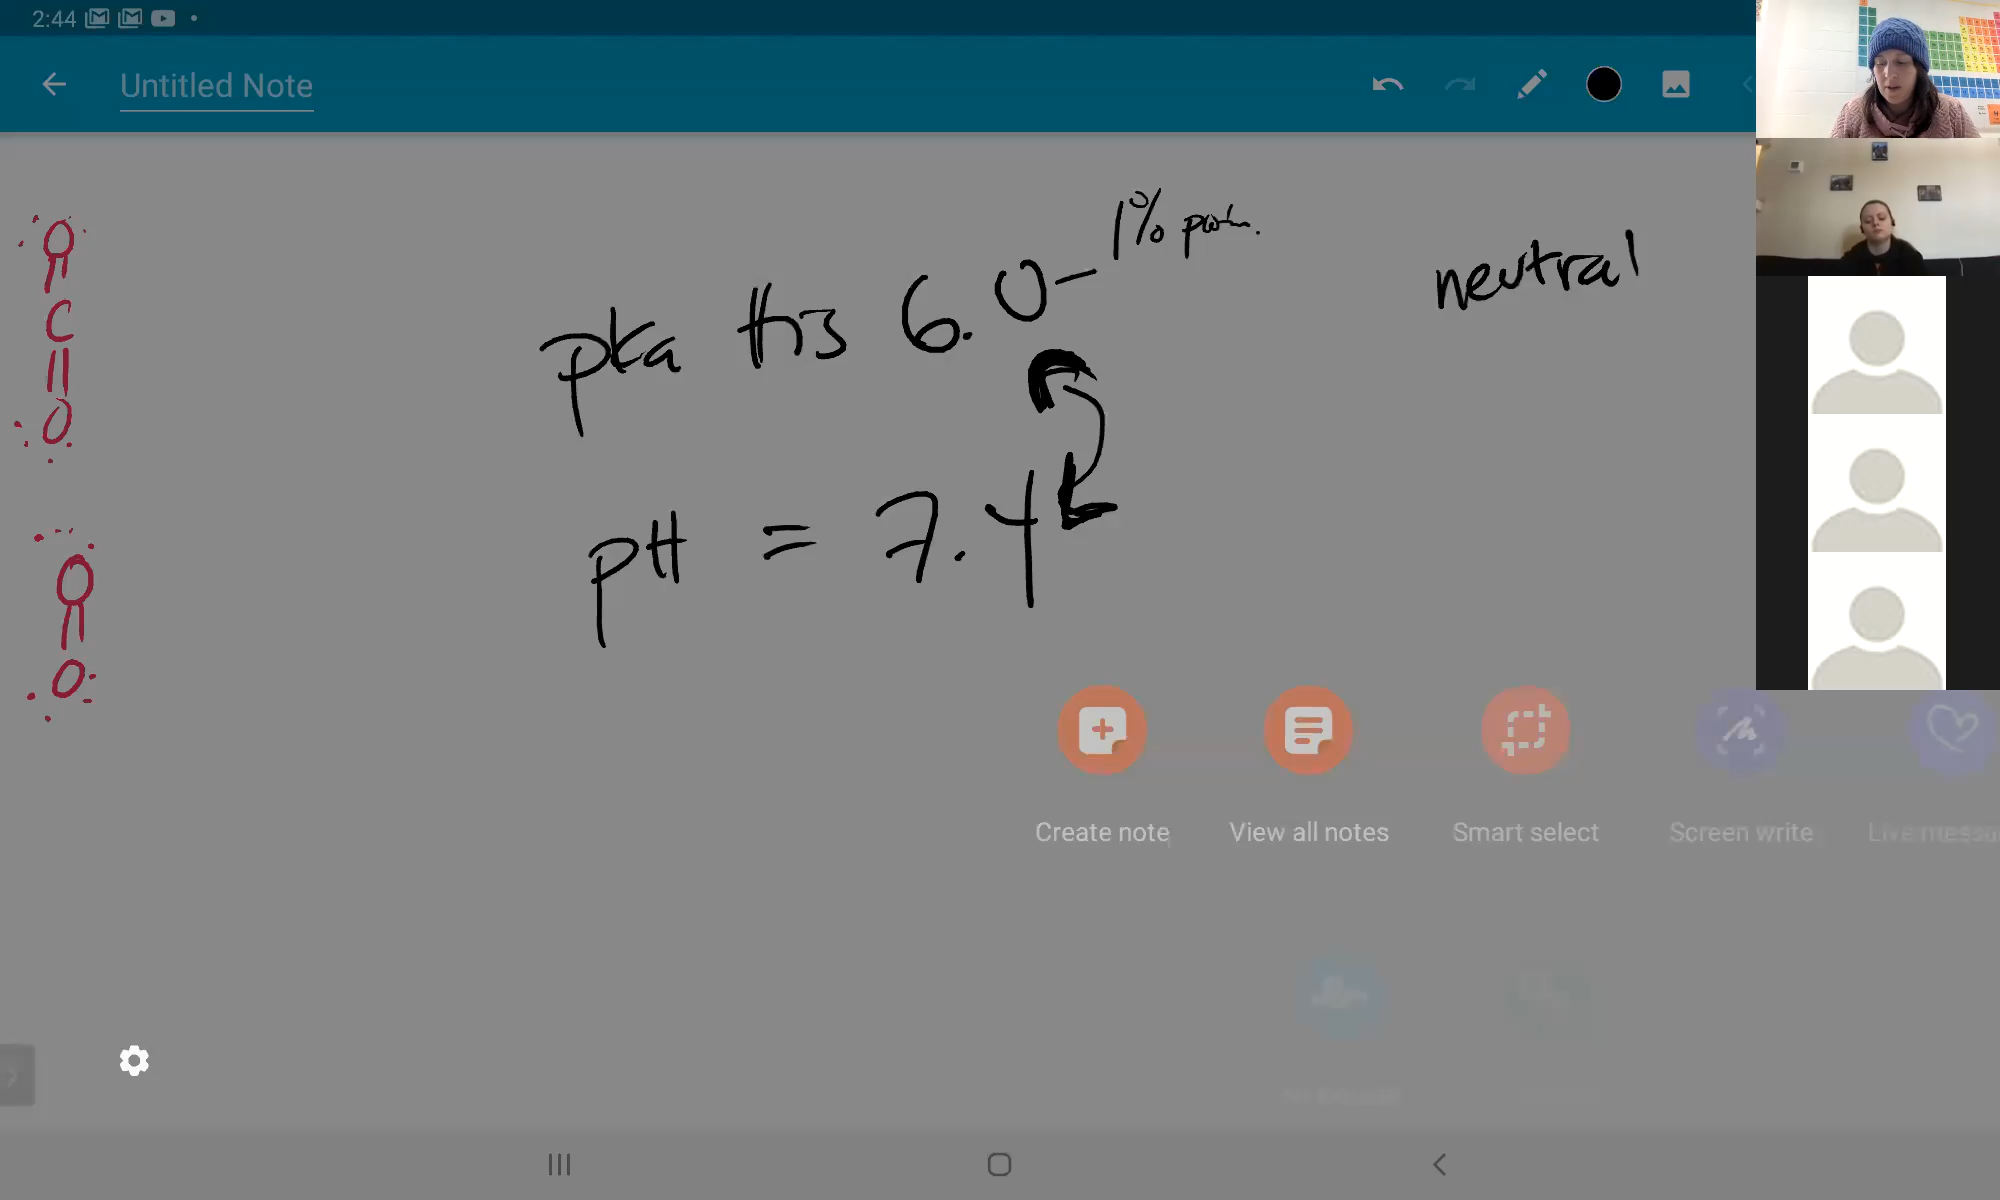 2:44
Untitled Note
O
C
O
O
O
pka His 6.0 – 1%
neutral
pH = 7.4
Create note
View all notes
Smart select
Screen write